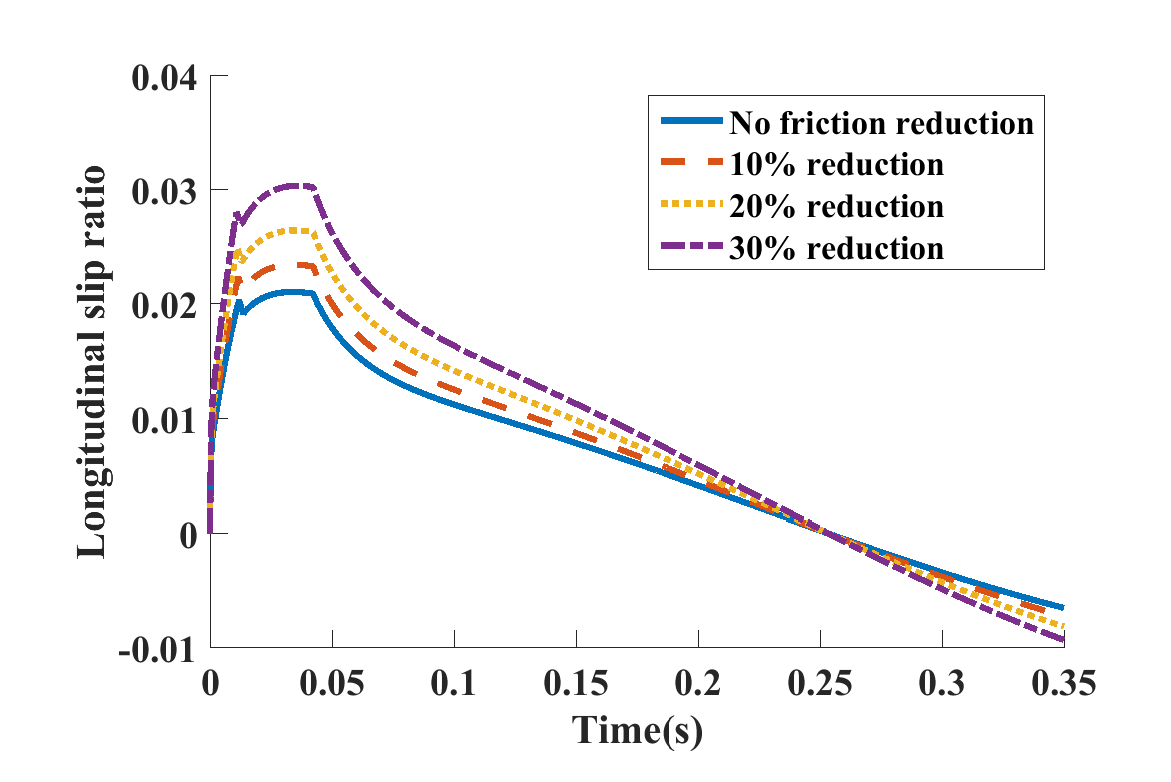 0.04
0.03
0.02
0.01
0
-0.01
Longitudinal slip ratio
No friction reduction
10% reduction
20% reduction
30% reduction
0 0.05 0.1 0.15 0.2 0.25 0.3 0.35
Time(s)